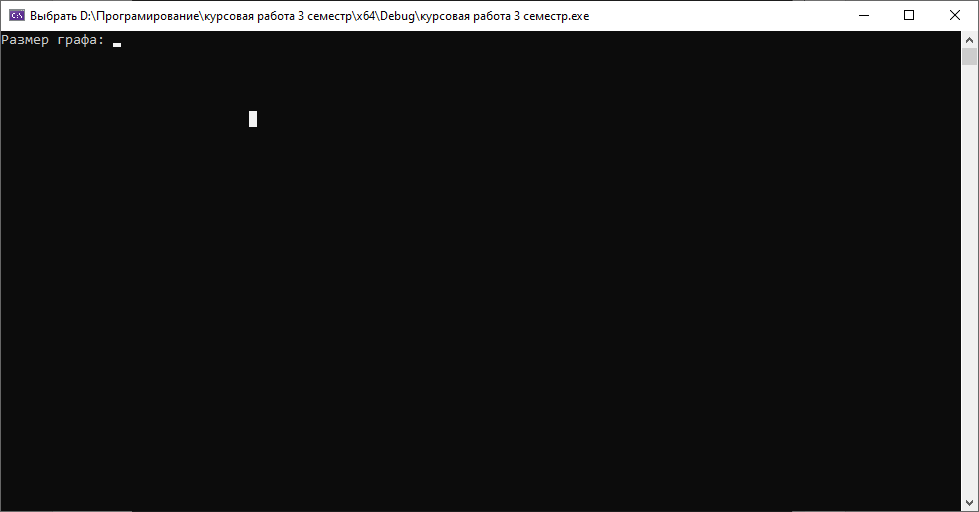 Выбрать D:\Програмирование\курсовая работа 3 семестр\x64\Debug\курсовая работа 3 семестр.exe
Размер графа: